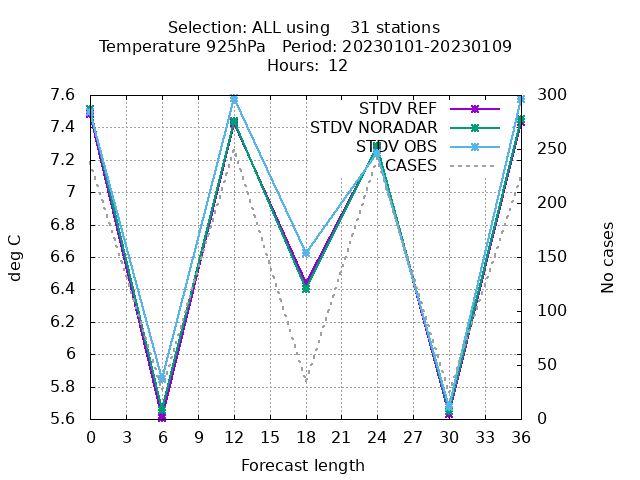 Selection: ALL using    31 stations
Temperature 925hPa   Period: 20230101-20230109
Hours:  12
STDV REF
STDV NORADAR
STDV OBS
CASES
deg C
No cases
7.6
7.4
7.2
7
6.8
6.6
6.4
6.2
6
5.8
5.6
300
250
200
150
100
50
0
0 3 6 9 12 15 18 21 24 27 30 33 36
Forecast length